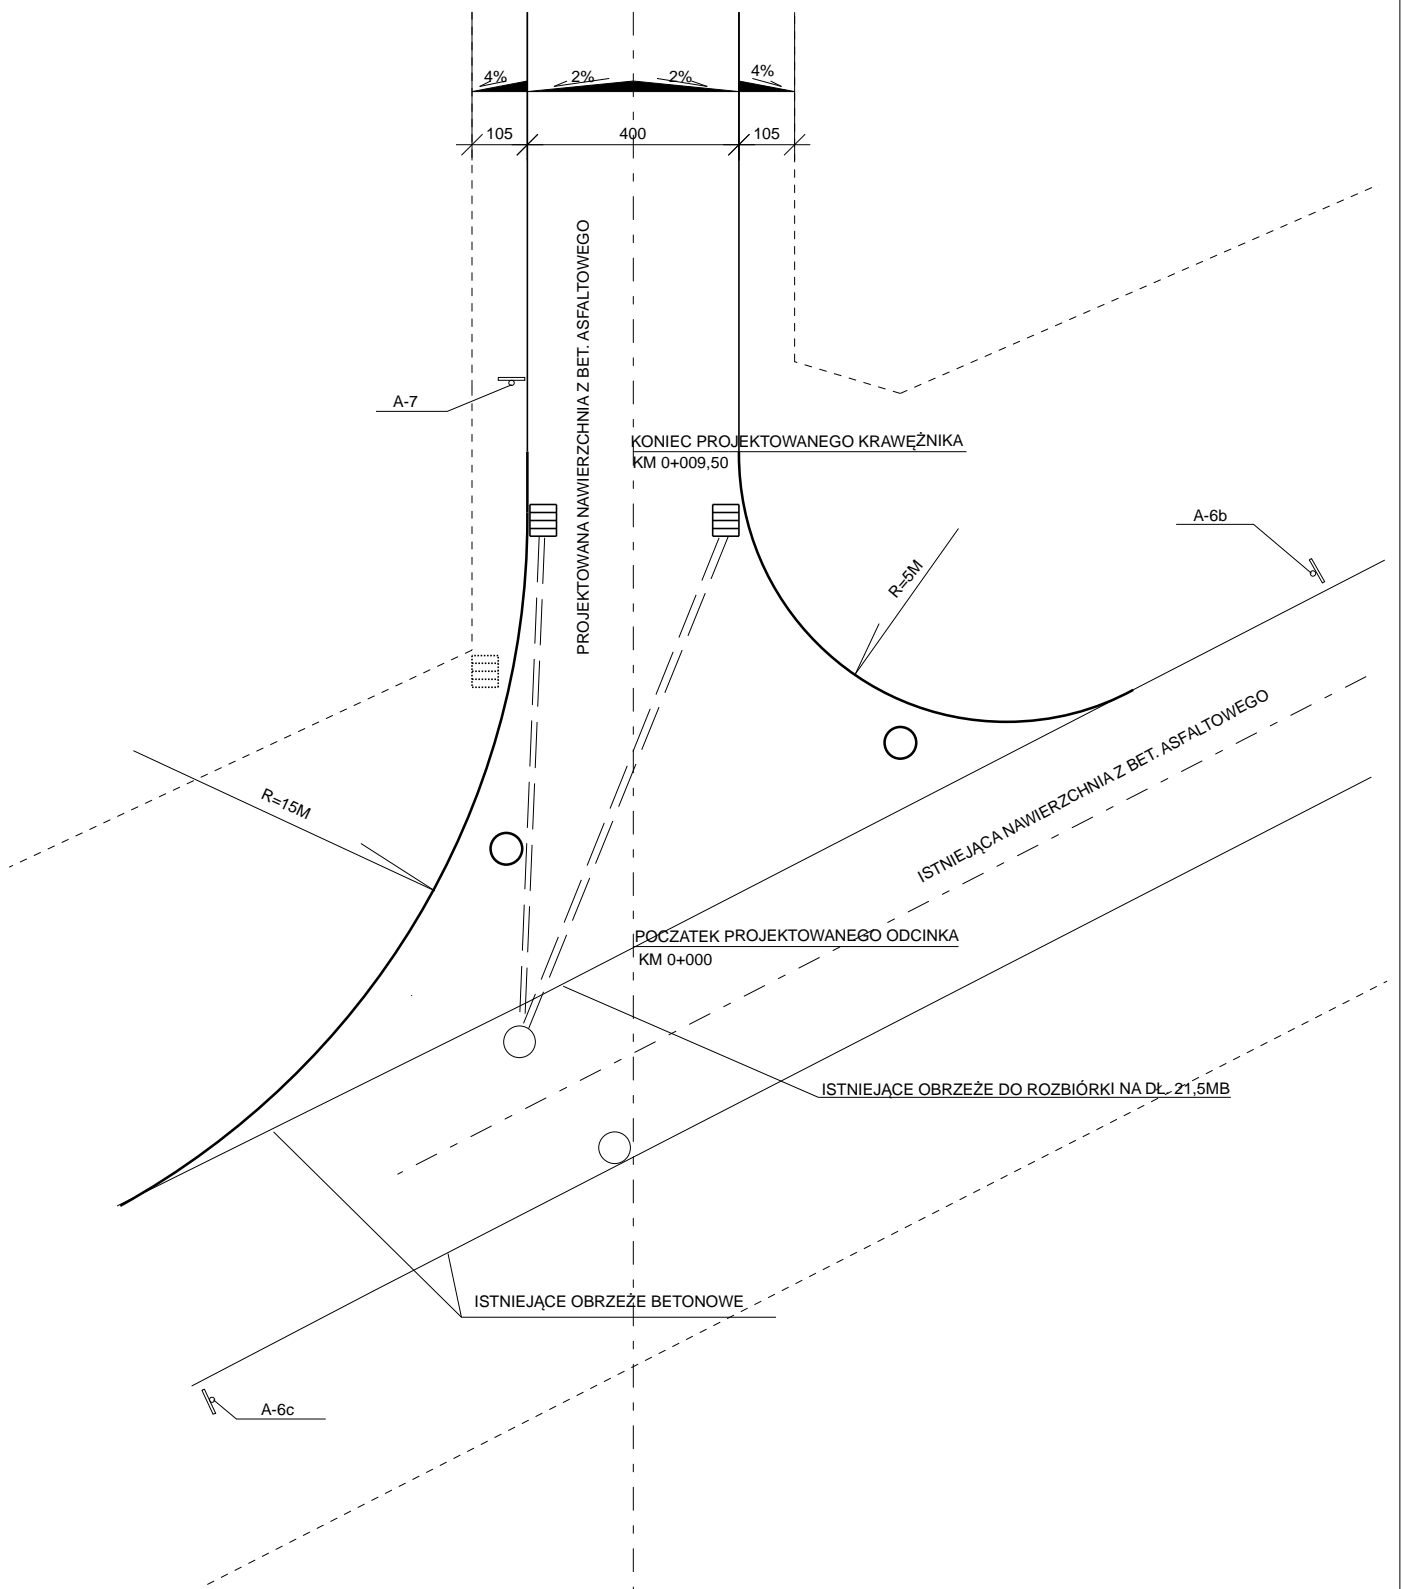 4%
2%
2%
4%
105
400
105
PROJEKTOWANA NAWIERZCHNIA Z BET. ASFALTOWEGO
A-7
KONIEC PROJEKTOWANEGO KRAWĘŻNIKA
KM 0+009,50
A-6b
R=5M
R=15M
ISTNIEJĄCA NAWIERZCHNIA Z BET. ASFALTOWEGO
POCZATEK PROJEKTOWANEGO ODCINKA
KM 0+000
ISTNIEJĄCE OBRZEŻE DO ROZBIÓRKI NA DŁ. 21,5MB
ISTNIEJĄCE OBRZEŻE BETONOWE
A-6c